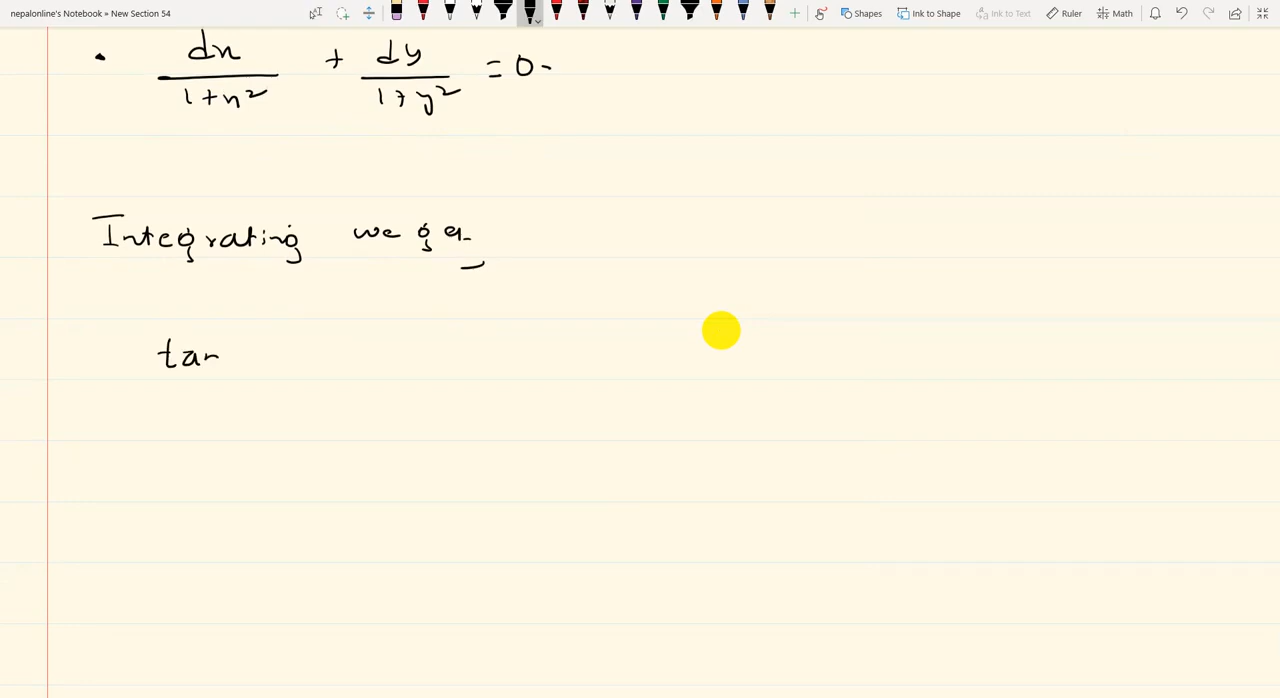 nepalonline's Notebook » New Section 54
Shapes Ink to Shape Ink to Text Ruler Math
dx/(1+x²) + dy/(1+y²) = 0
Integrating we
tan